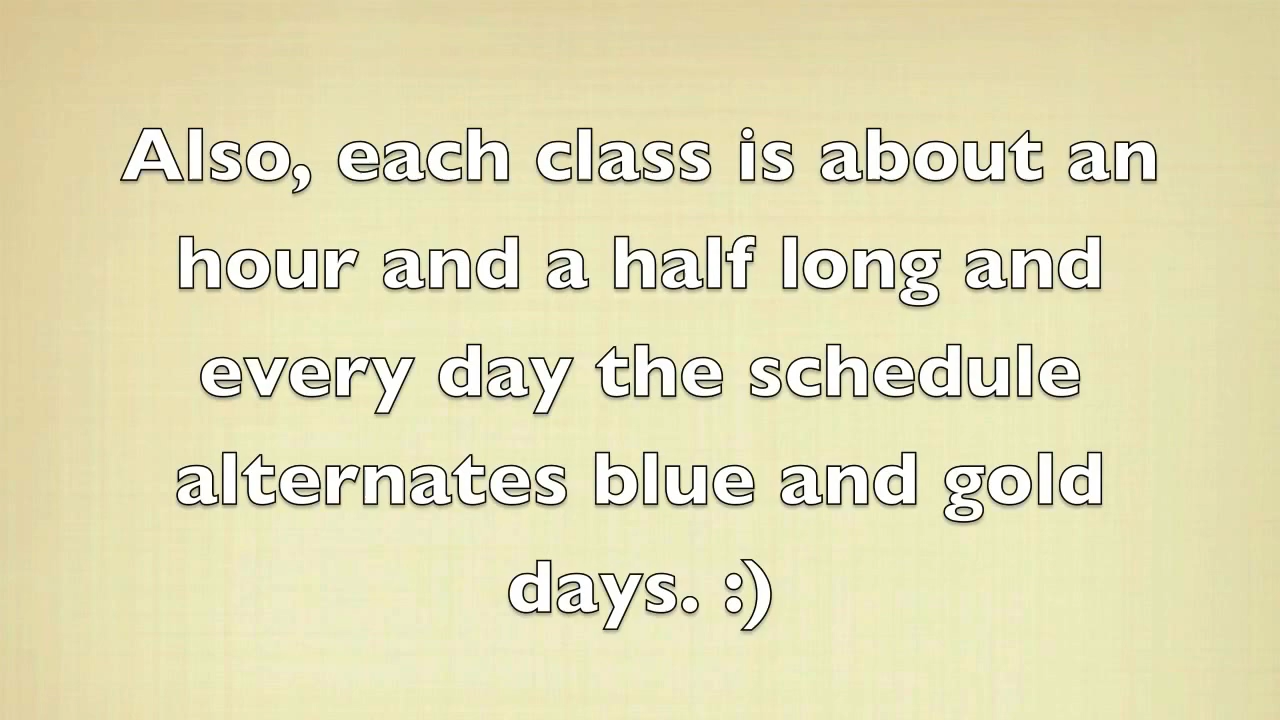 Also, each class is about an
hour and a half long and
every day the schedule
alternates blue and gold
days. :)